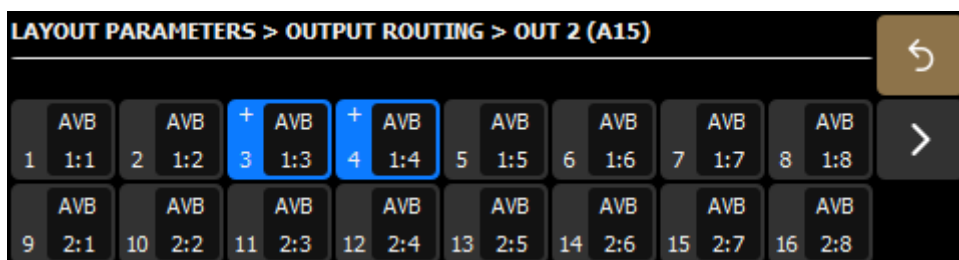 LAYOUT PARAMETERS > OUTPUT ROUTING > OUT 2 (A15)
AVB AVB + AVB + AVB AVB AVB AVB AVB
1 1:1 2 1:2 3 1:3 4 1:4 5 1:5 6 1:6 7 1:7 8 1:8
AVB AVB AVB AVB AVB AVB AVB AVB
9 2:1 10 2:2 11 2:3 12 2:4 13 2:5 14 2:6 15 2:7 16 2:8